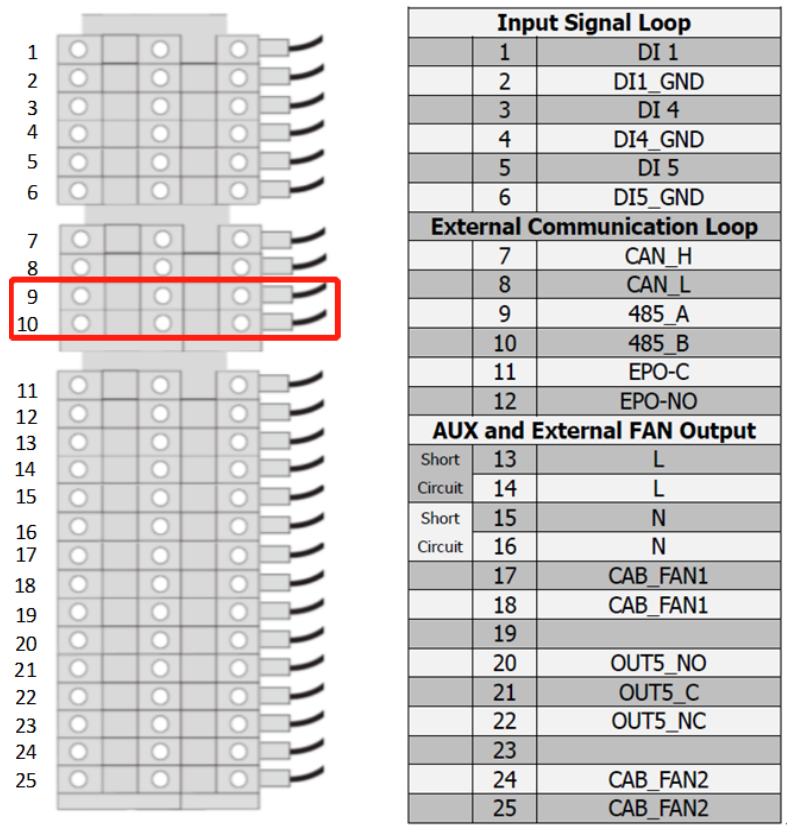 1
2
3
4
5
6
7
8
9
10
11
12
13
14
15
16
17
18
19
20
21
22
23
24
25
Input Signal Loop
1 DI 1
2 DI1_GND
3 DI 4
4 DI4_GND
5 DI 5
6 DI5_GND
External Communication Loop
7 CAN_H
8 CAN_L
9 485_A
10 485_B
11 EPO-C
12 EPO-NO
AUX and External FAN Output
Short 13 L
Circuit 14 L
Short 15 N
Circuit 16 N
17 CAB_FAN1
18 CAB_FAN1
19
20 OUT5_NO
21 OUT5_C
22 OUT5_NC
23
24 CAB_FAN2
25 CAB_FAN2